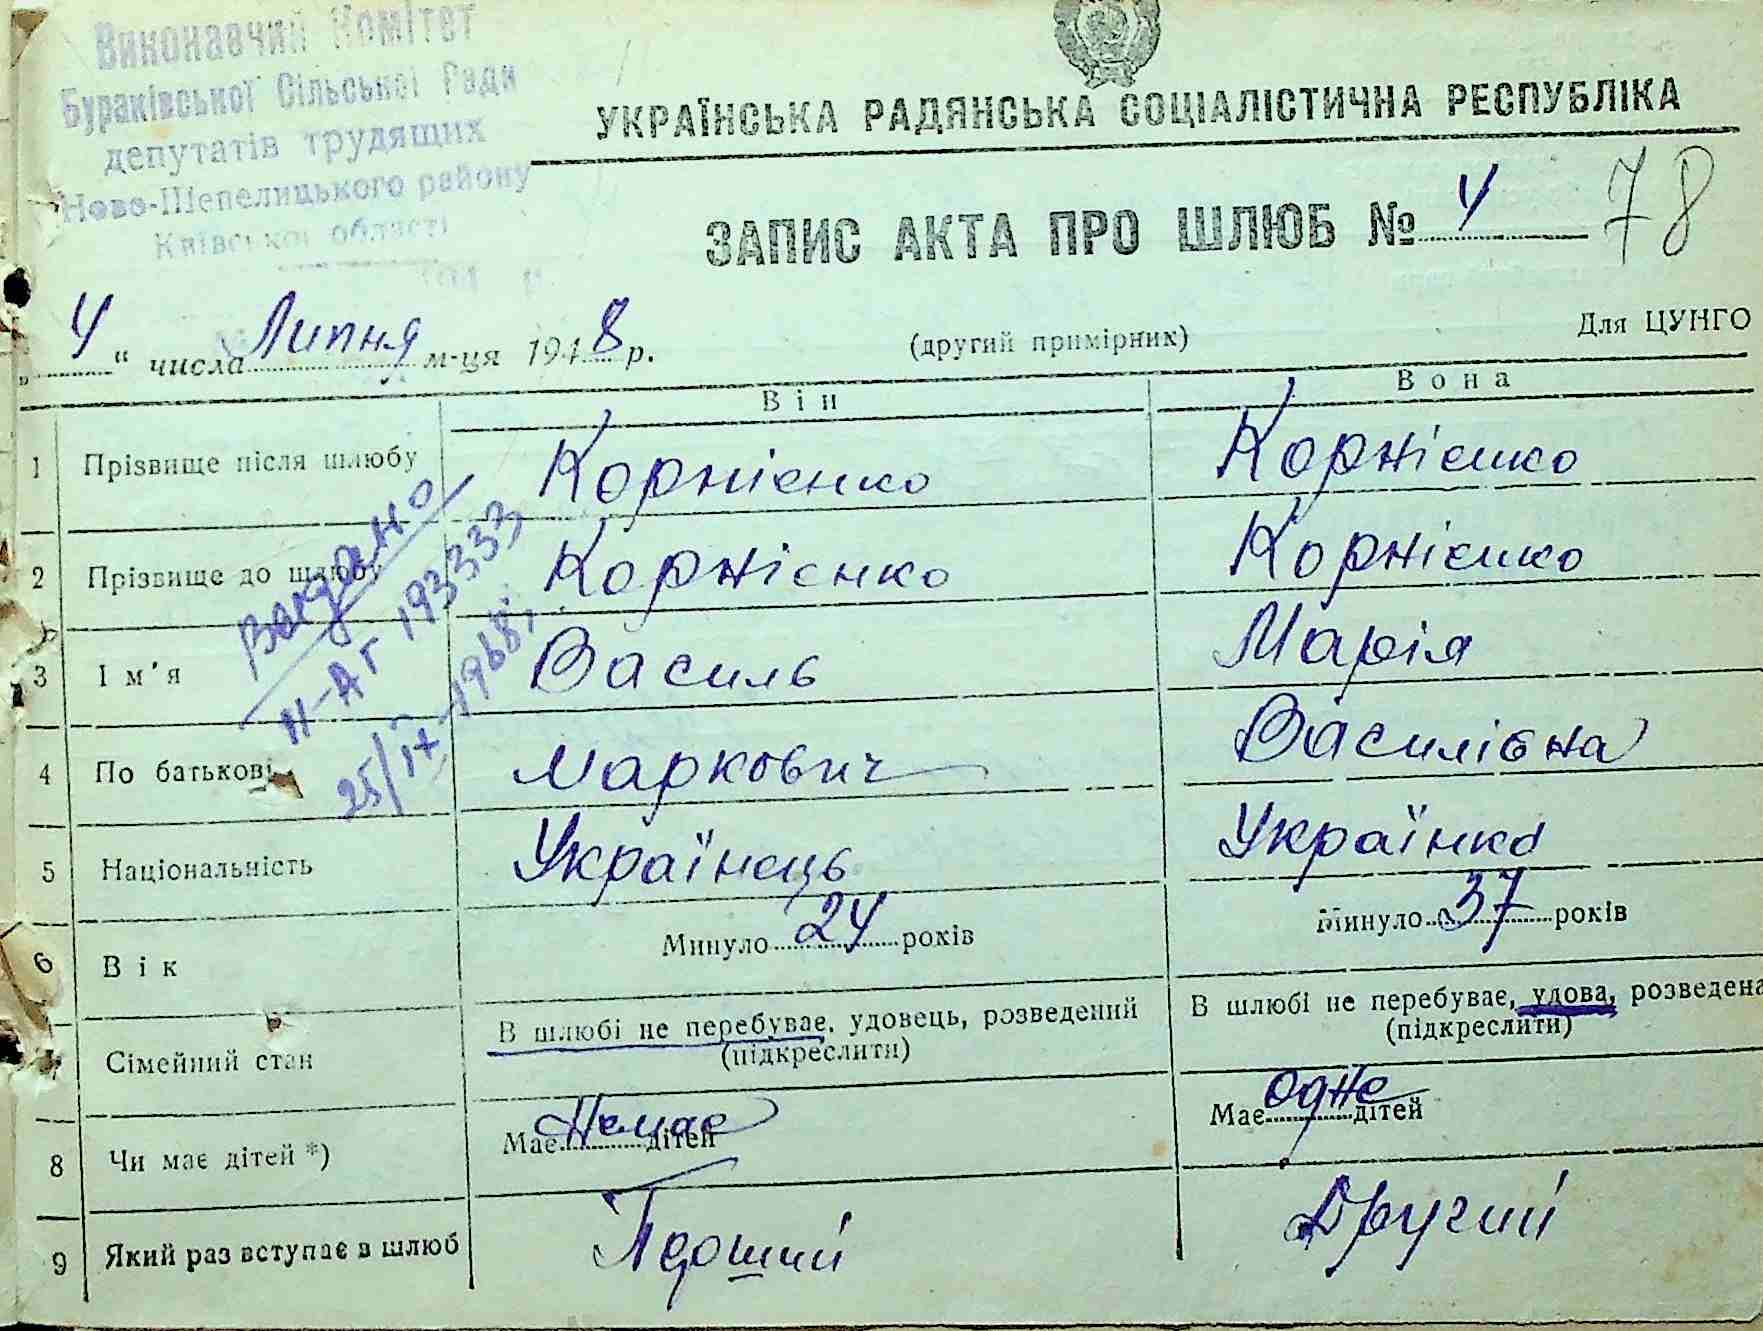 Виконавчий Комітет
Бураківської Сільської Ради
депутатів трудящих
Ново-Шепелицького району
Київської області
УКРАЇНСЬКА РАДЯНСЬКА СОЦІАЛІСТИЧНА РЕСПУБЛІКА
ЗАПИС АКТА ПРО ШЛЮБ № 4 78
„ 4 “ числа Липня м-ця 1948 р. (другий примірник) Для ЦУНГО
Він Вона
1 Прізвище після шлюбу Корнієнко Корнієнко
2 Прізвище до шлюбу Корнієнко Корнієнко
3 Ім'я Василь Марія
4 По батькові Маркович Василівна
5 Національність Українець Українка
6 Вік Минуло 24 років Минуло 37 років
7 Сімейний стан В шлюбі не перебуває, удовець, розведений В шлюбі не перебуває, удова, розведена
(підкреслити) (підкреслити)
8 Чи має дітей *) Має Немає дітей Має одне дітей
9 Який раз вступає в шлюб Перший Другий
ІІ-АГ 193333
25/ІХ-1968г.